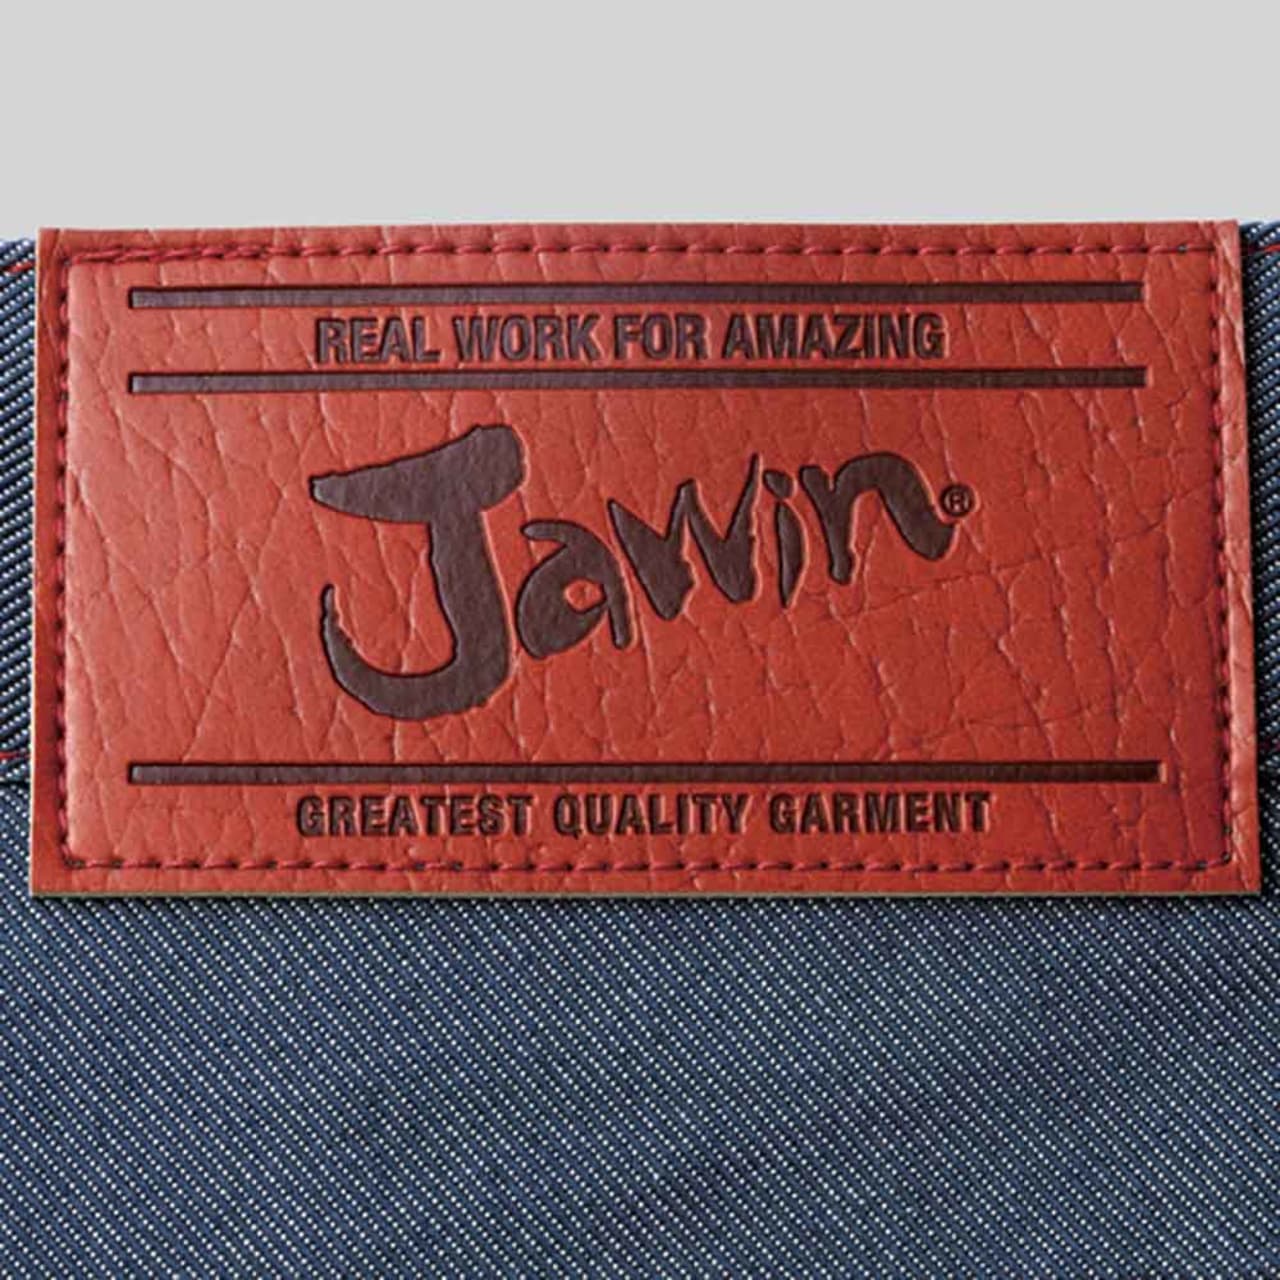 REAL WORK FOR AMAZING
Jawin®
GREATEST QUALITY GARMENT